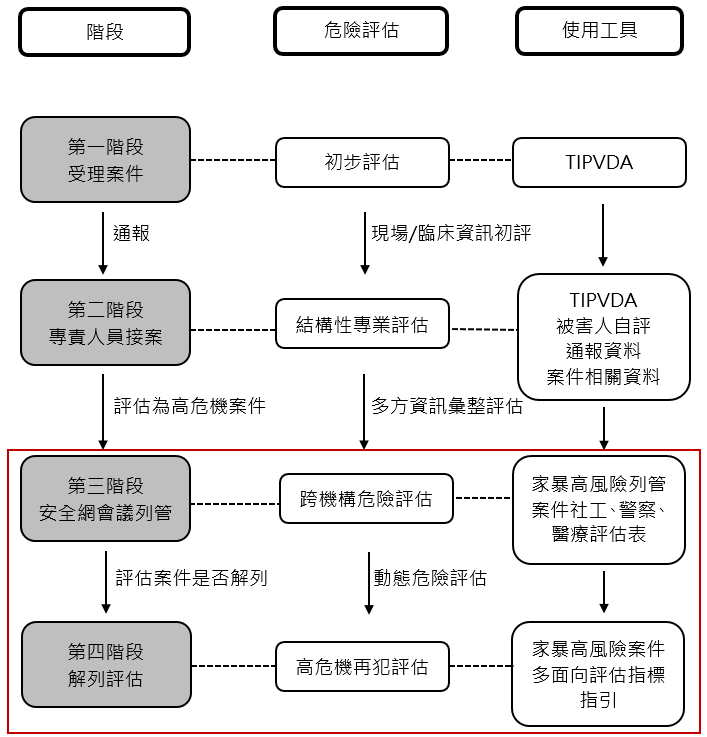 階段
危險評估
使用工具
第一階段
受理案件
初步評估
TIPVDA
通報
現場/臨床資訊初評
第二階段
專責人員接案
結構性專業評估
TIPVDA
被害人自評
通報資料
案件相關資料
評估為高危機案件
多方資訊彙整評估
第三階段
安全網會議列管
跨機構危險評估
家暴高風險列管
案件社工、警察、
醫療評估表
評估案件是否解列
動態危險評估
第四階段
解列評估
高危機再犯評估
家暴高風險案件
多面向評估指標
指引